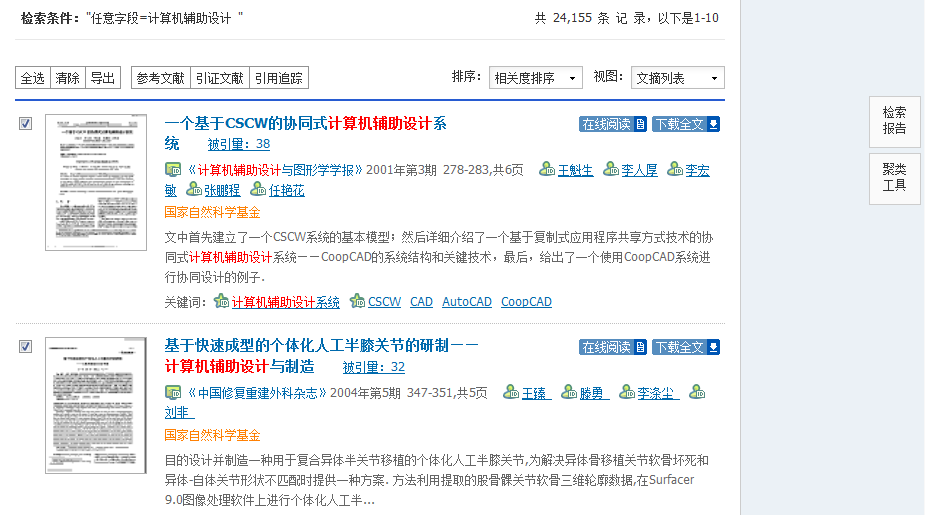 检索条件："任意字段=计算机辅助设计 "
共 24,155 条 记 录，以下是1-10
全选 清除 导出 参考文献 引证文献 引用追踪 排序： 相关度排序 视图： 文摘列表
检索
报告
聚类
工具
一个基于CSCW的协同式计算机辅助设计系
统 被引量：38
在线阅读 下载全文
《计算机辅助设计与图形学学报》2001年第3期 278-283,共6页 王魁生 李人厚 李宏
敏 张鹏程 任艳花
国家自然科学基金
文中首先建立了一个CSCW系统的基本模型；然后详细介绍了一个基于复制式应用程序共享方式技术的协
同式计算机辅助设计系统——CoopCAD的系统结构和关键技术，最后，给出了一个使用CoopCAD系统进
行协同设计的例子.
关键词： 计算机辅助设计系统 CSCW CAD AutoCAD CoopCAD
基于快速成型的个体化人工半膝关节的研制——
计算机辅助设计与制造 被引量：32
在线阅读 下载全文
《中国修复重建外科杂志》2004年第5期 347-351,共5页 王臻 滕勇 李涤尘
刘非
国家自然科学基金
目的设计并制造一种用于复合异体半关节移植的个体化人工半膝关节,为解决异体骨移植关节软骨坏死和
异体-自体关节形状不匹配时提供一种方案. 方法利用提取的股骨髁关节软骨三维轮廓数据,在Surfacer
9.0图像处理软件上进行个体化人工半...